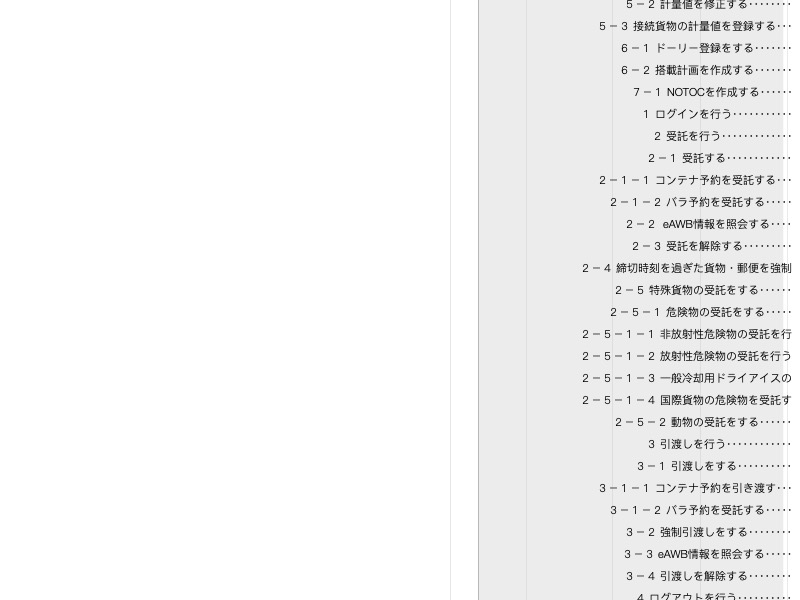 5－2 計量値を修正する········
5－3 接続貨物の計量値を登録する···
6－1 ドーリー登録をする·····
6－2 搭載計画を作成する·····
7－1 NOTOCを作成する·····
1 ログインを行う··········
2 受託を行う············
2－1 受託する···········
2－1－1 コンテナ予約を受託する···
2－1－2 バラ予約を受託する·····
2－2 eAWB情報を照会する····
2－3 受託を解除する········
2－4 締切時刻を過ぎた貨物・郵便を強制
2－5 特殊貨物の受託をする·····
2－5－1 危険物の受託をする·····
2－5－1－1 非放射性危険物の受託を行
2－5－1－2 放射性危険物の受託を行う
2－5－1－3 一般冷却用ドライアイスの
2－5－1－4 国際貨物の危険物を受託す
2－5－2 動物の受託をする·····
3 引渡しを行う···········
3－1 引渡しをする·········
3－1－1 コンテナ予約を引き渡す···
3－1－2 バラ予約を受託する·····
3－2 強制引渡しをする·······
3－3 eAWB情報を照会する·····
3－4 引渡しを解除する·······
4 ログアウトを行う·········